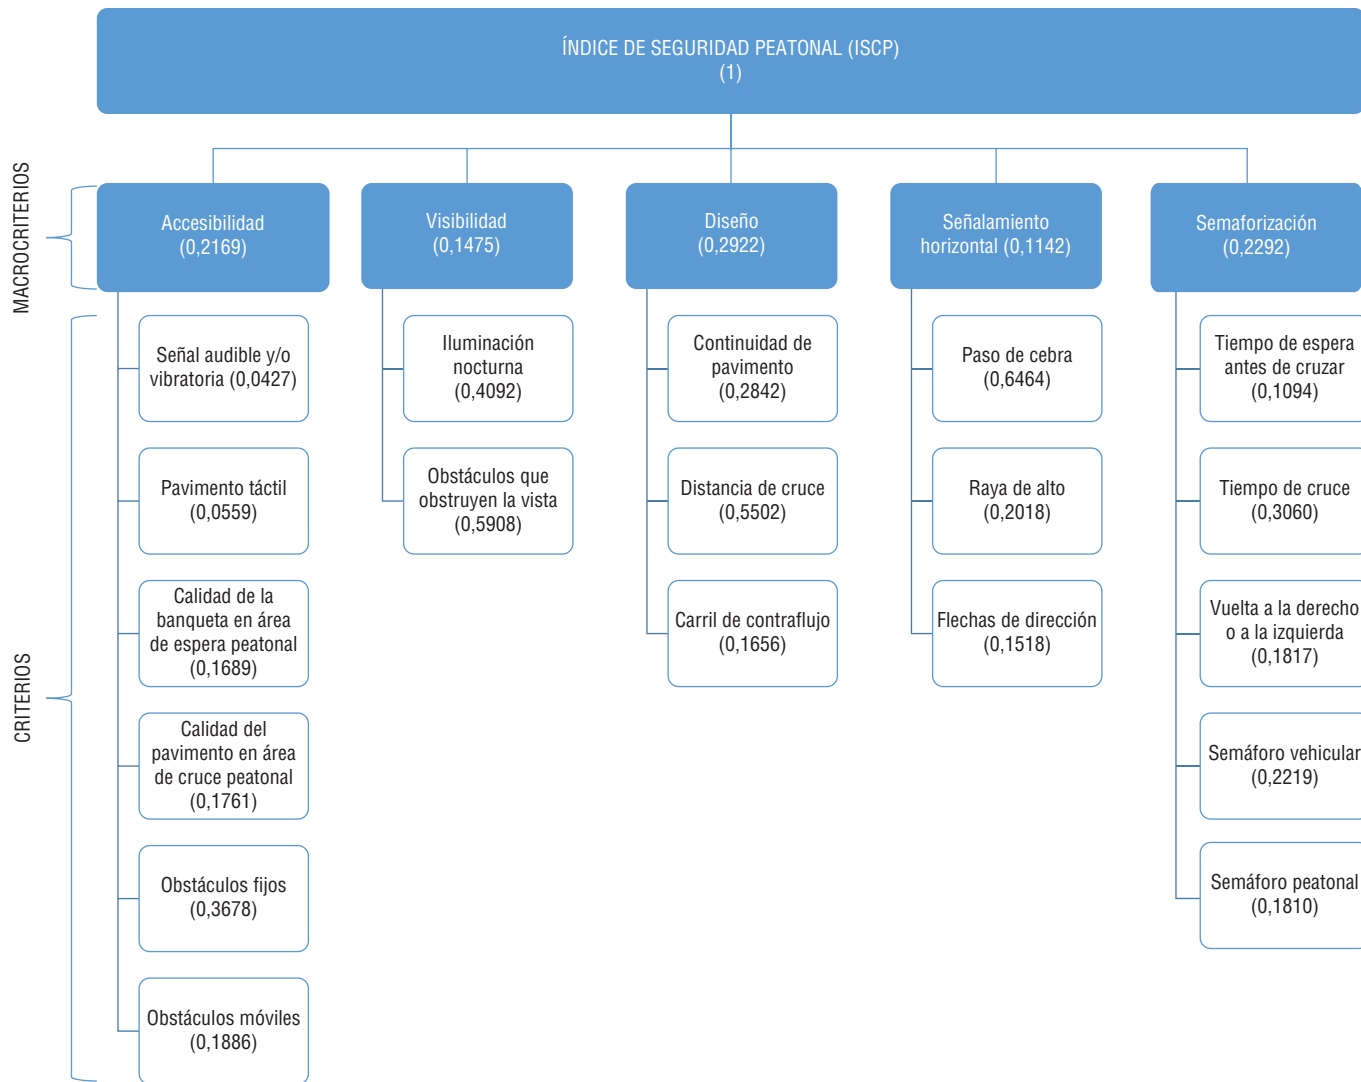 ÍNDICE DE SEGURIDAD PEATONAL (ISCP)
(1)
MACROCRITERIOS
Accesibilidad
(0,2169)
Visibilidad
(0,1475)
Diseño
(0,2922)
Señalamiento
horizontal (0,1142)
Semaforización
(0,2292)
CRITERIOS
Señal audible y/o
vibratoria (0,0427)
Pavimento táctil
(0,0559)
Calidad de la
banqueta en área
de espera peatonal
(0,1689)
Calidad del
pavimento en área
de cruce peatonal
(0,1761)
Obstáculos fijos
(0,3678)
Obstáculos móviles
(0,1886)
Iluminación
nocturna
(0,4092)
Obstáculos que
obstruyen la vista
(0,5908)
Continuidad de
pavimento
(0,2842)
Distancia de cruce
(0,5502)
Carril de contraflujo
(0,1656)
Paso de cebra
(0,6464)
Raya de alto
(0,2018)
Flechas de dirección
(0,1518)
Tiempo de espera
antes de cruzar
(0,1094)
Tiempo de cruce
(0,3060)
Vuelta a la derecho
o a la izquierda
(0,1817)
Semáforo vehicular
(0,2219)
Semáforo peatonal
(0,1810)